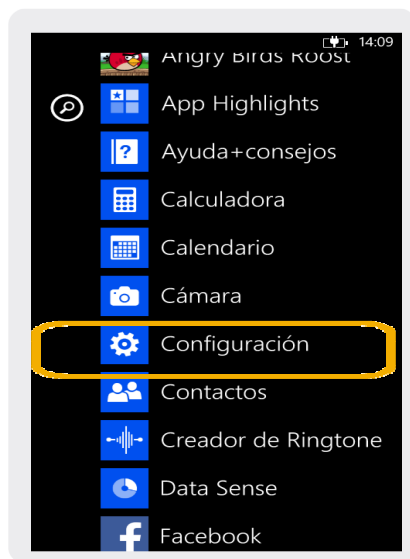 14:09
Angry Birds Roost
App Highlights
Ayuda+consejos
Calculadora
Calendario
Cámara
Configuración
Contactos
Creador de Ringtone
Data Sense
Facebook